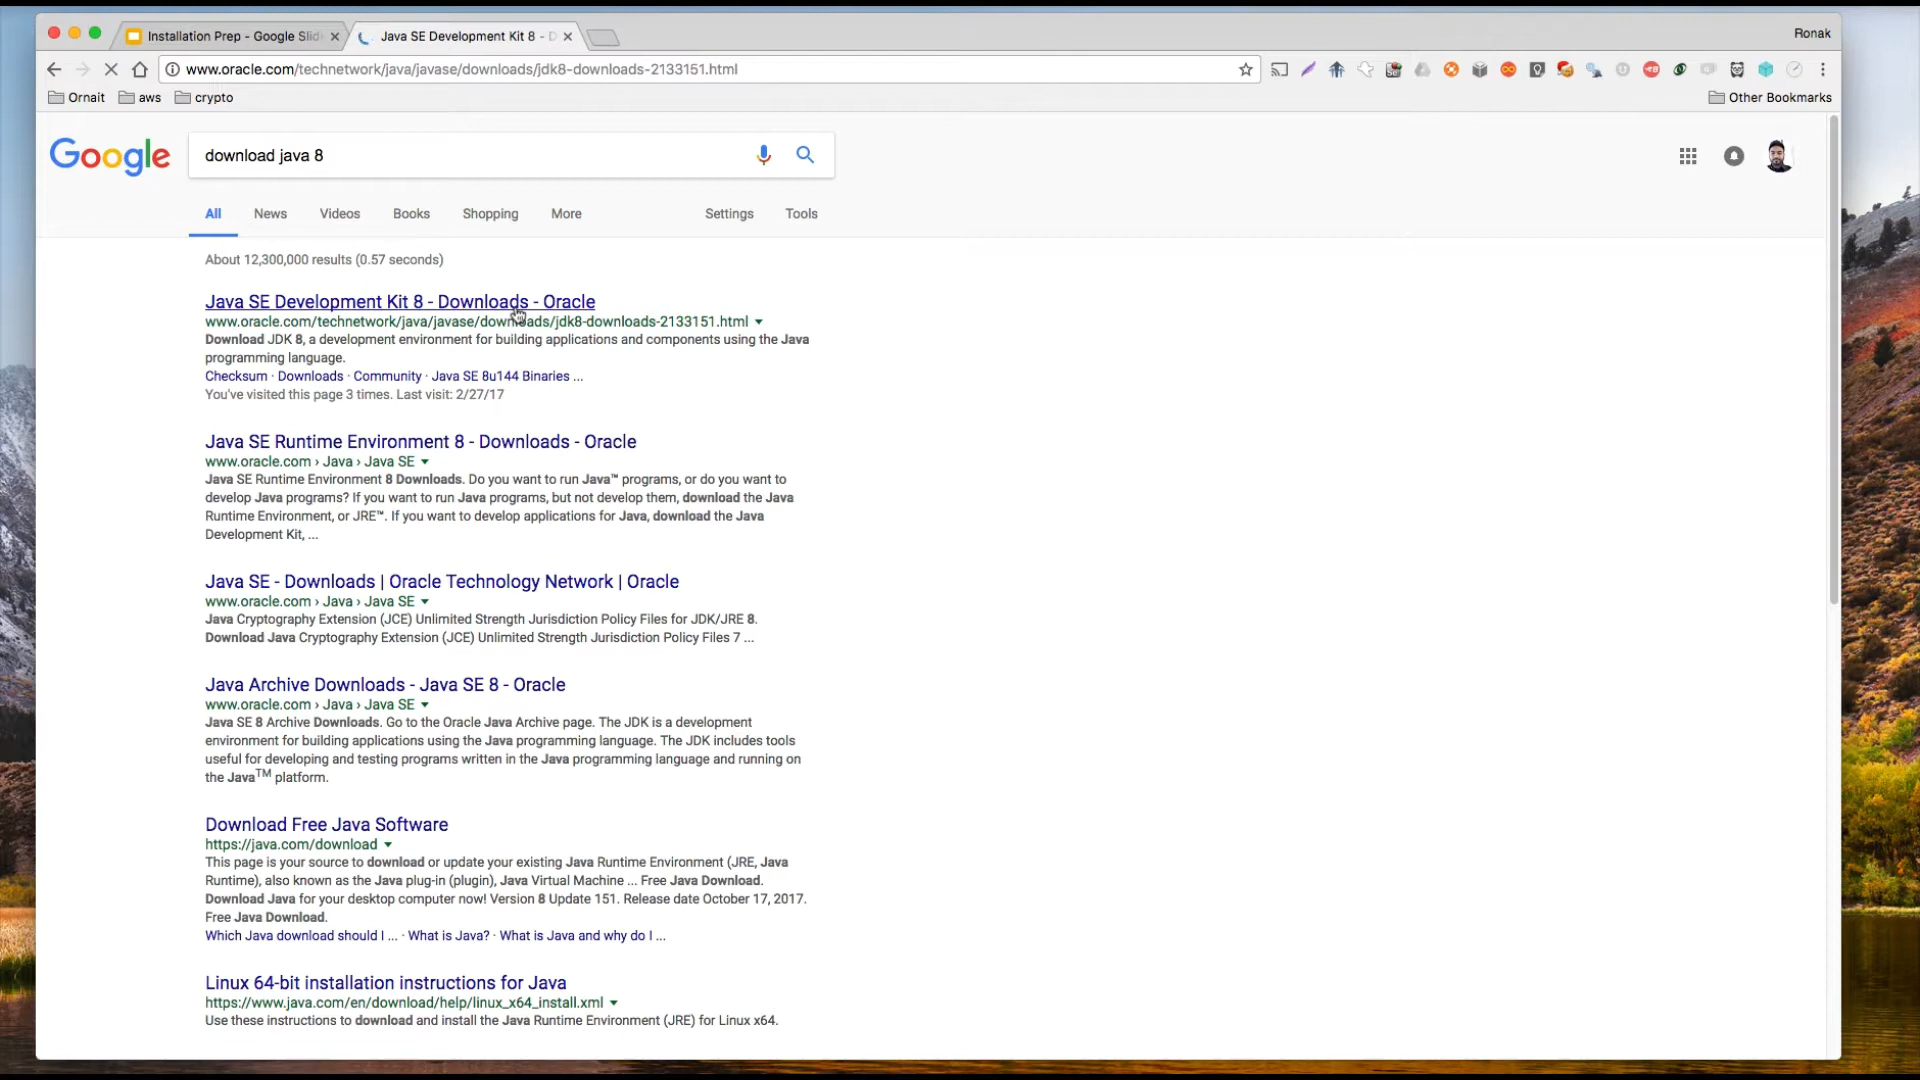 Installation Prep - Google Slid
Java SE Development Kit 8 - D
Ronak
www.oracle.com/technetwork/java/javase/downloads/jdk8-downloads-2133151.html
Ornait
aws
crypto
Other Bookmarks
Google
download java 8
All
News
Videos
Books
Shopping
More
Settings
Tools
About 12,300,000 results (0.57 seconds)
Java SE Development Kit 8 - Downloads - Oracle
www.oracle.com/technetwork/java/javase/downloads/jdk8-downloads-2133151.html
Download JDK 8, a development environment for building applications and components using the Java
programming language.
Checksum · Downloads · Community · Java SE 8u144 Binaries ...
You've visited this page 3 times. Last visit: 2/27/17
Java SE Runtime Environment 8 - Downloads - Oracle
www.oracle.com › Java › Java SE
Java SE Runtime Environment 8 Downloads. Do you want to run Java™ programs, or do you want to
develop Java programs? If you want to run Java programs, but not develop them, download the Java
Runtime Environment, or JRE™. If you want to develop applications for Java, download the Java
Development Kit, ...
Java SE - Downloads | Oracle Technology Network | Oracle
www.oracle.com › Java › Java SE
Java Cryptography Extension (JCE) Unlimited Strength Jurisdiction Policy Files for JDK/JRE 8.
Download Java Cryptography Extension (JCE) Unlimited Strength Jurisdiction Policy Files 7 ...
Java Archive Downloads - Java SE 8 - Oracle
www.oracle.com › Java › Java SE
Java SE 8 Archive Downloads. Go to the Oracle Java Archive page. The JDK is a development
environment for building applications using the Java programming language. The JDK includes tools
useful for developing and testing programs written in the Java programming language and running on
the Java™ platform.
Download Free Java Software
https://java.com/download
This page is your source to download or update your existing Java Runtime Environment (JRE, Java
Runtime), also known as the Java plug-in (plugin), Java Virtual Machine ... Free Java Download.
Download Java for your desktop computer now! Version 8 Update 151. Release date October 17, 2017.
Free Java Download.
Which Java download should I ... · What is Java? · What is Java and why do I ...
Linux 64-bit installation instructions for Java
https://www.java.com/en/download/help/linux_x64_install.xml
Use these instructions to download and install the Java Runtime Environment (JRE) for Linux x64.